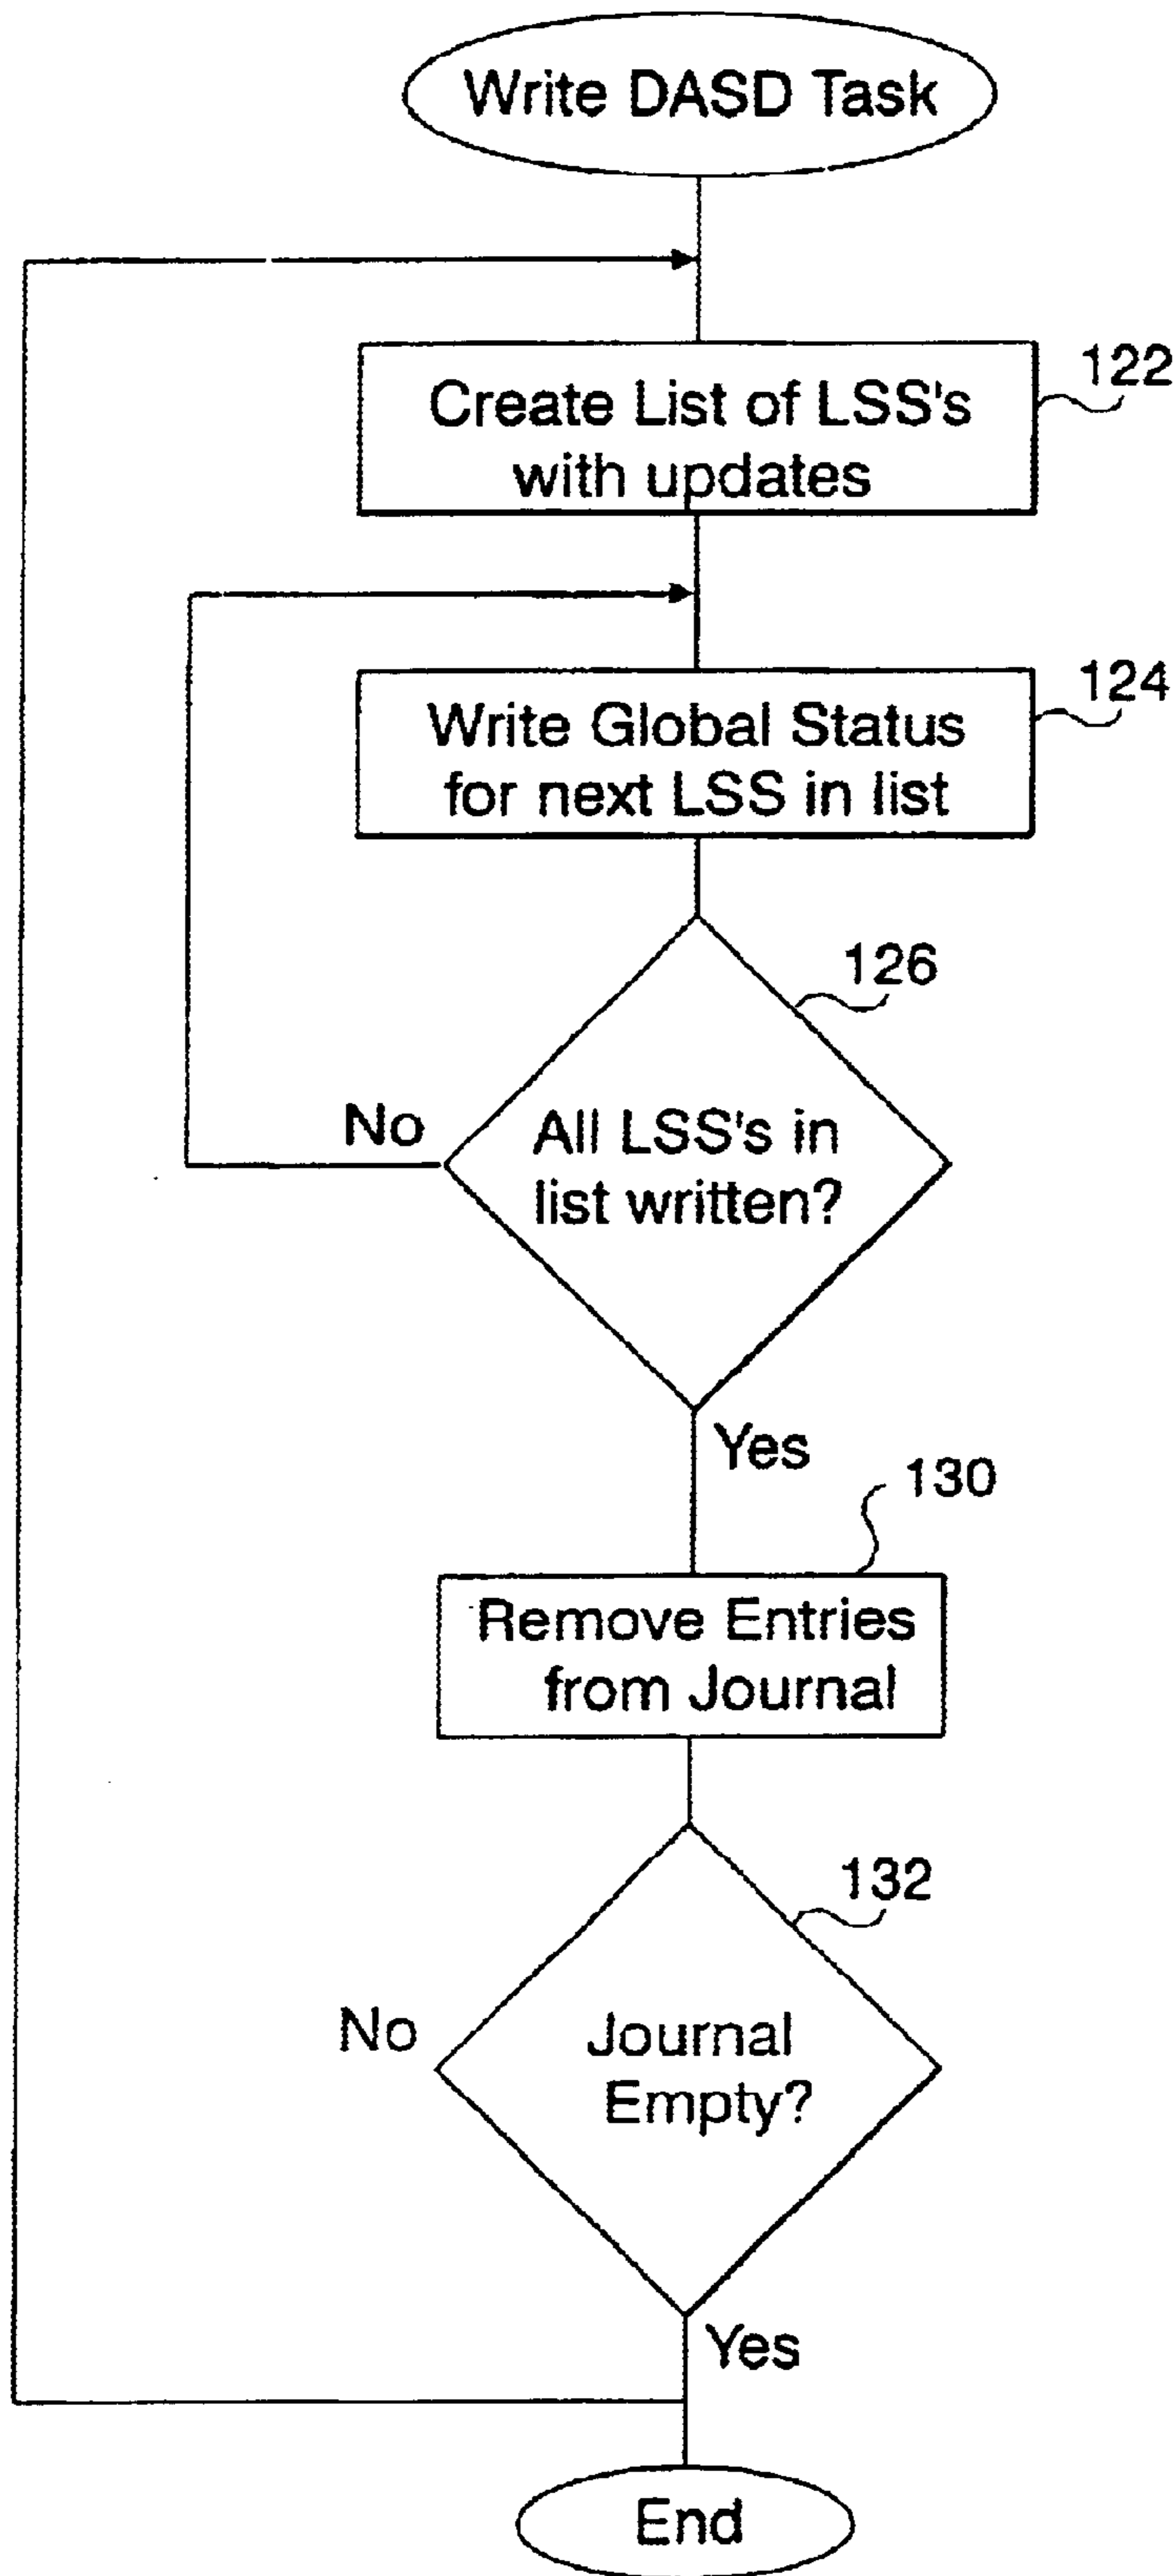 Write DASD Task
Create List of LSS's
with updates
122
Write Global Status
for next LSS in list
124
126
All LSS's in
list written?
No
Yes
130
Remove Entries
from Journal
132
Journal
Empty?
No
Yes
End